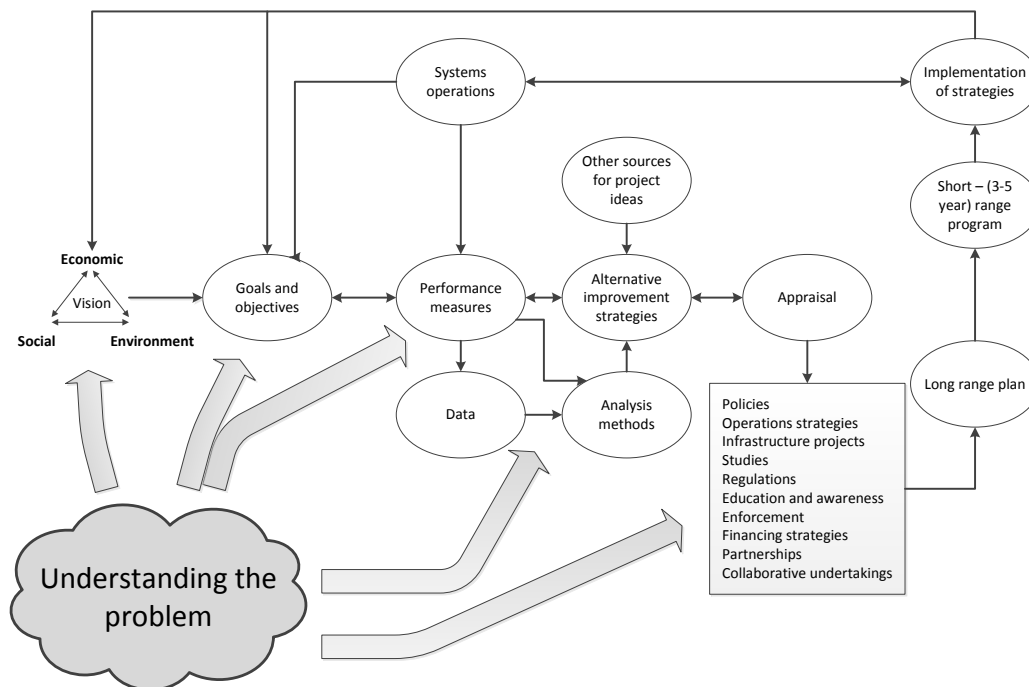 Systems
operations
Implementation
of strategies
Other sources
for project
ideas
Short – (3-5
year) range
program
Economic
Vision
Social
Environment
Goals and
objectives
Performance
measures
Alternative
improvement
strategies
Appraisal
Data
Analysis
methods
Long range plan
Policies
Operations strategies
Infrastructure projects
Studies
Regulations
Education and awareness
Enforcement
Financing strategies
Partnerships
Collaborative undertakings
Understanding the
problem